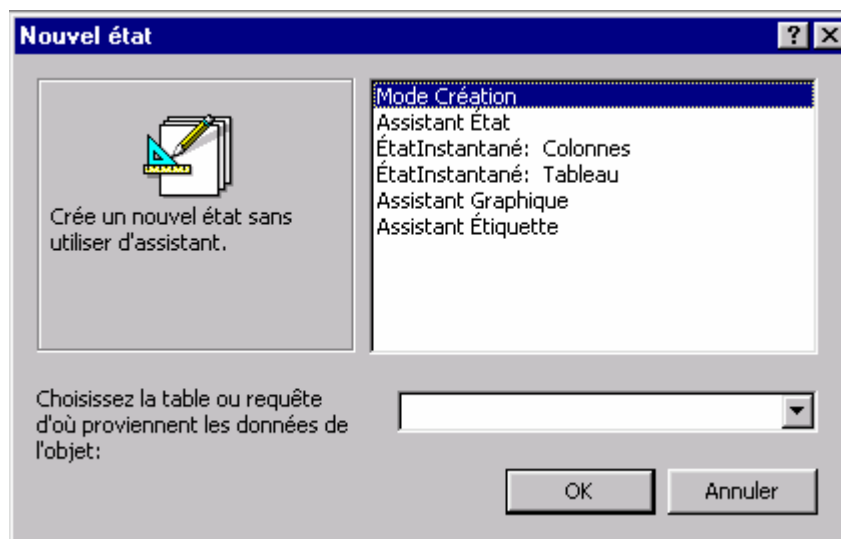 Nouvel état
Mode Création
Assistant État
ÉtatInstantané: Colonnes
ÉtatInstantané: Tableau
Assistant Graphique
Assistant Étiquette
Crée un nouvel état sans
utiliser d'assistant.
Choisissez la table ou requête
d'où proviennent les données de
l'objet:
OK
Annuler